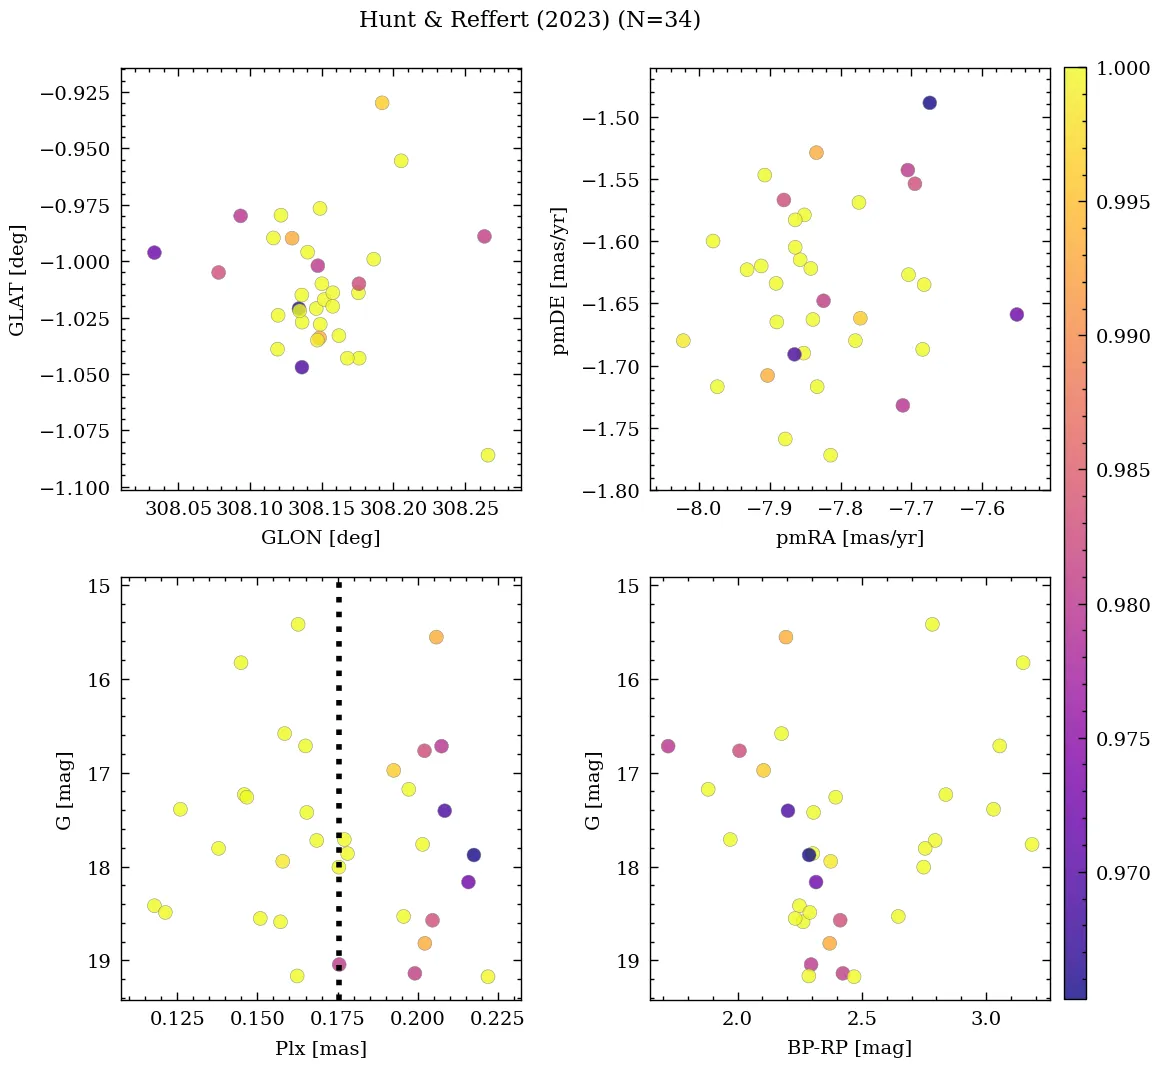 Hunt & Reffert (2023) (N=34)
−0.925
−0.950
−0.975
−1.000
−1.025
−1.050
−1.075
−1.100
GLAT [deg]
308.05 308.10 308.15 308.20 308.25
GLON [deg]
−1.50
−1.55
−1.60
−1.65
−1.70
−1.75
−1.80
pmDE [mas/yr]
−8.0 −7.9 −7.8 −7.7 −7.6
pmRA [mas/yr]
1.000
0.995
0.990
0.985
0.980
0.975
0.970
15
16
17
18
19
G [mag]
0.125 0.150 0.175 0.200 0.225
Plx [mas]
15
16
17
18
19
G [mag]
2.0 2.5 3.0
BP-RP [mag]